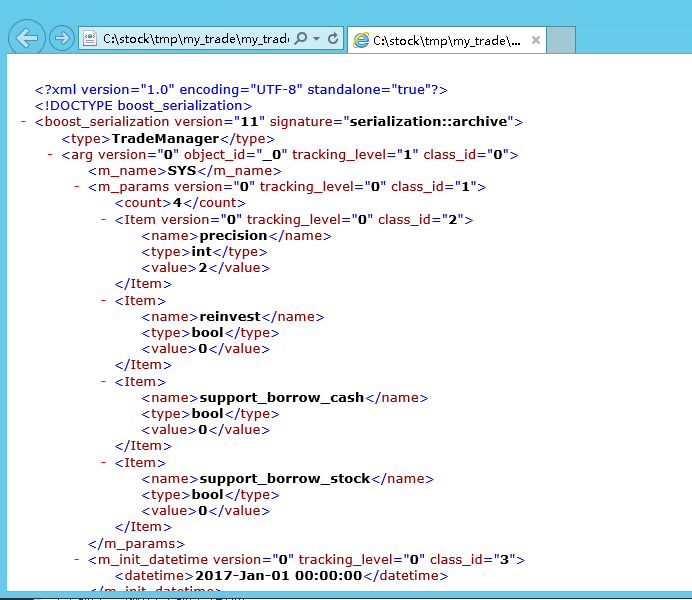 C:\stock\tmp\my_trade\my_trade
C:\stock\tmp\my_trade\...
<?xml version="1.0" encoding="UTF-8" standalone="true"?>
<!DOCTYPE boost_serialization>
- <boost_serialization version="11" signature="serialization::archive">
<type>TradeManager</type>
- <arg version="0" object_id="_0" tracking_level="1" class_id="0">
<m_name>SYS</m_name>
- <m_params version="0" tracking_level="0" class_id="1">
<count>4</count>
- <Item version="0" tracking_level="0" class_id="2">
<name>precision</name>
<type>int</type>
<value>2</value>
</Item>
- <Item>
<name>reinvest</name>
<type>bool</type>
<value>0</value>
</Item>
- <Item>
<name>support_borrow_cash</name>
<type>bool</type>
<value>0</value>
</Item>
- <Item>
<name>support_borrow_stock</name>
<type>bool</type>
<value>0</value>
</Item>
</m_params>
- <m_init_datetime version="0" tracking_level="0" class_id="3">
<datetime>2017-Jan-01 00:00:00</datetime>
</m_init_datetime>